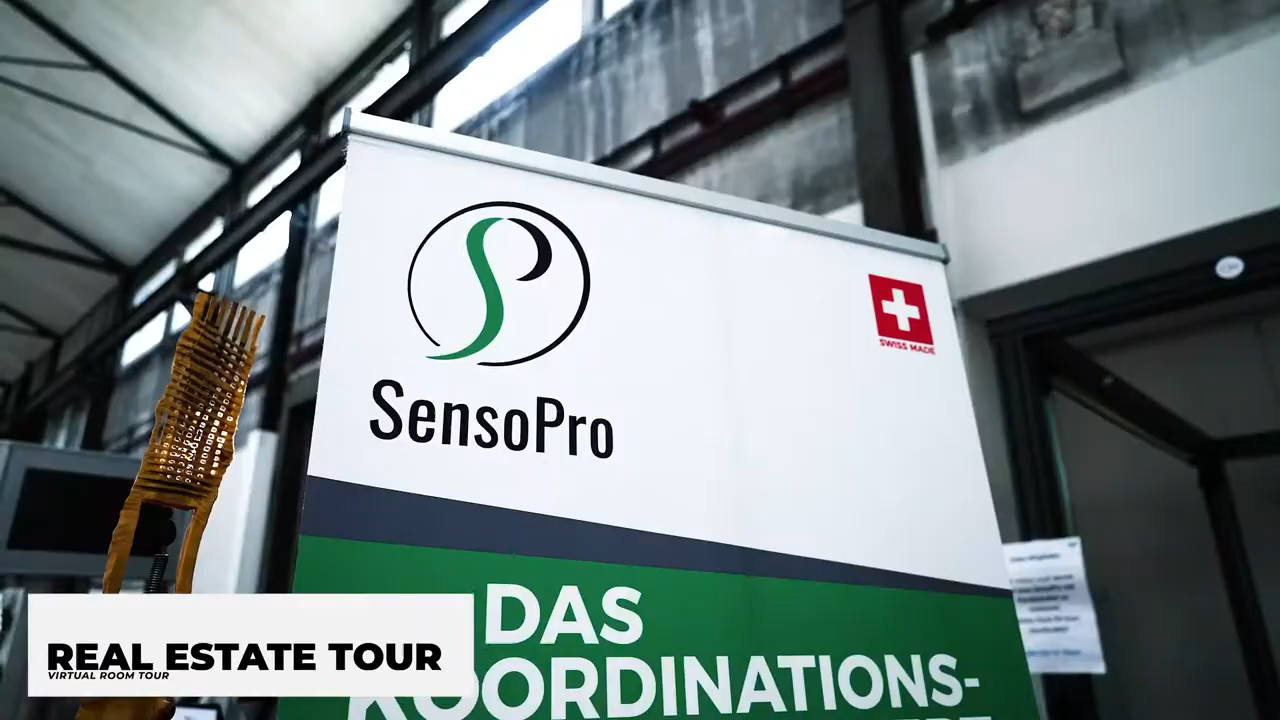 SensoPro
SWISS MADE
DAS
KOORDINATIONS-
REAL ESTATE TOUR
VIRTUAL ROOM TOUR